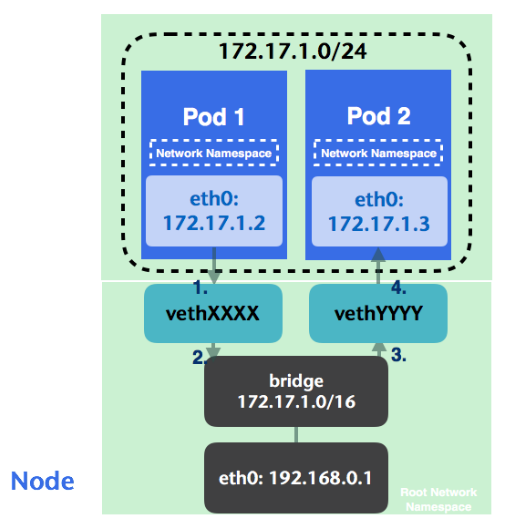 172.17.1.0/24
Pod 1
Network Namespace
eth0:
172.17.1.2
Pod 2
Network Namespace
eth0:
172.17.1.3
1.
4.
vethXXXX
vethYYYY
2.
3.
bridge
172.17.1.0/16
eth0: 192.168.0.1
Node
Root Network
Namespace